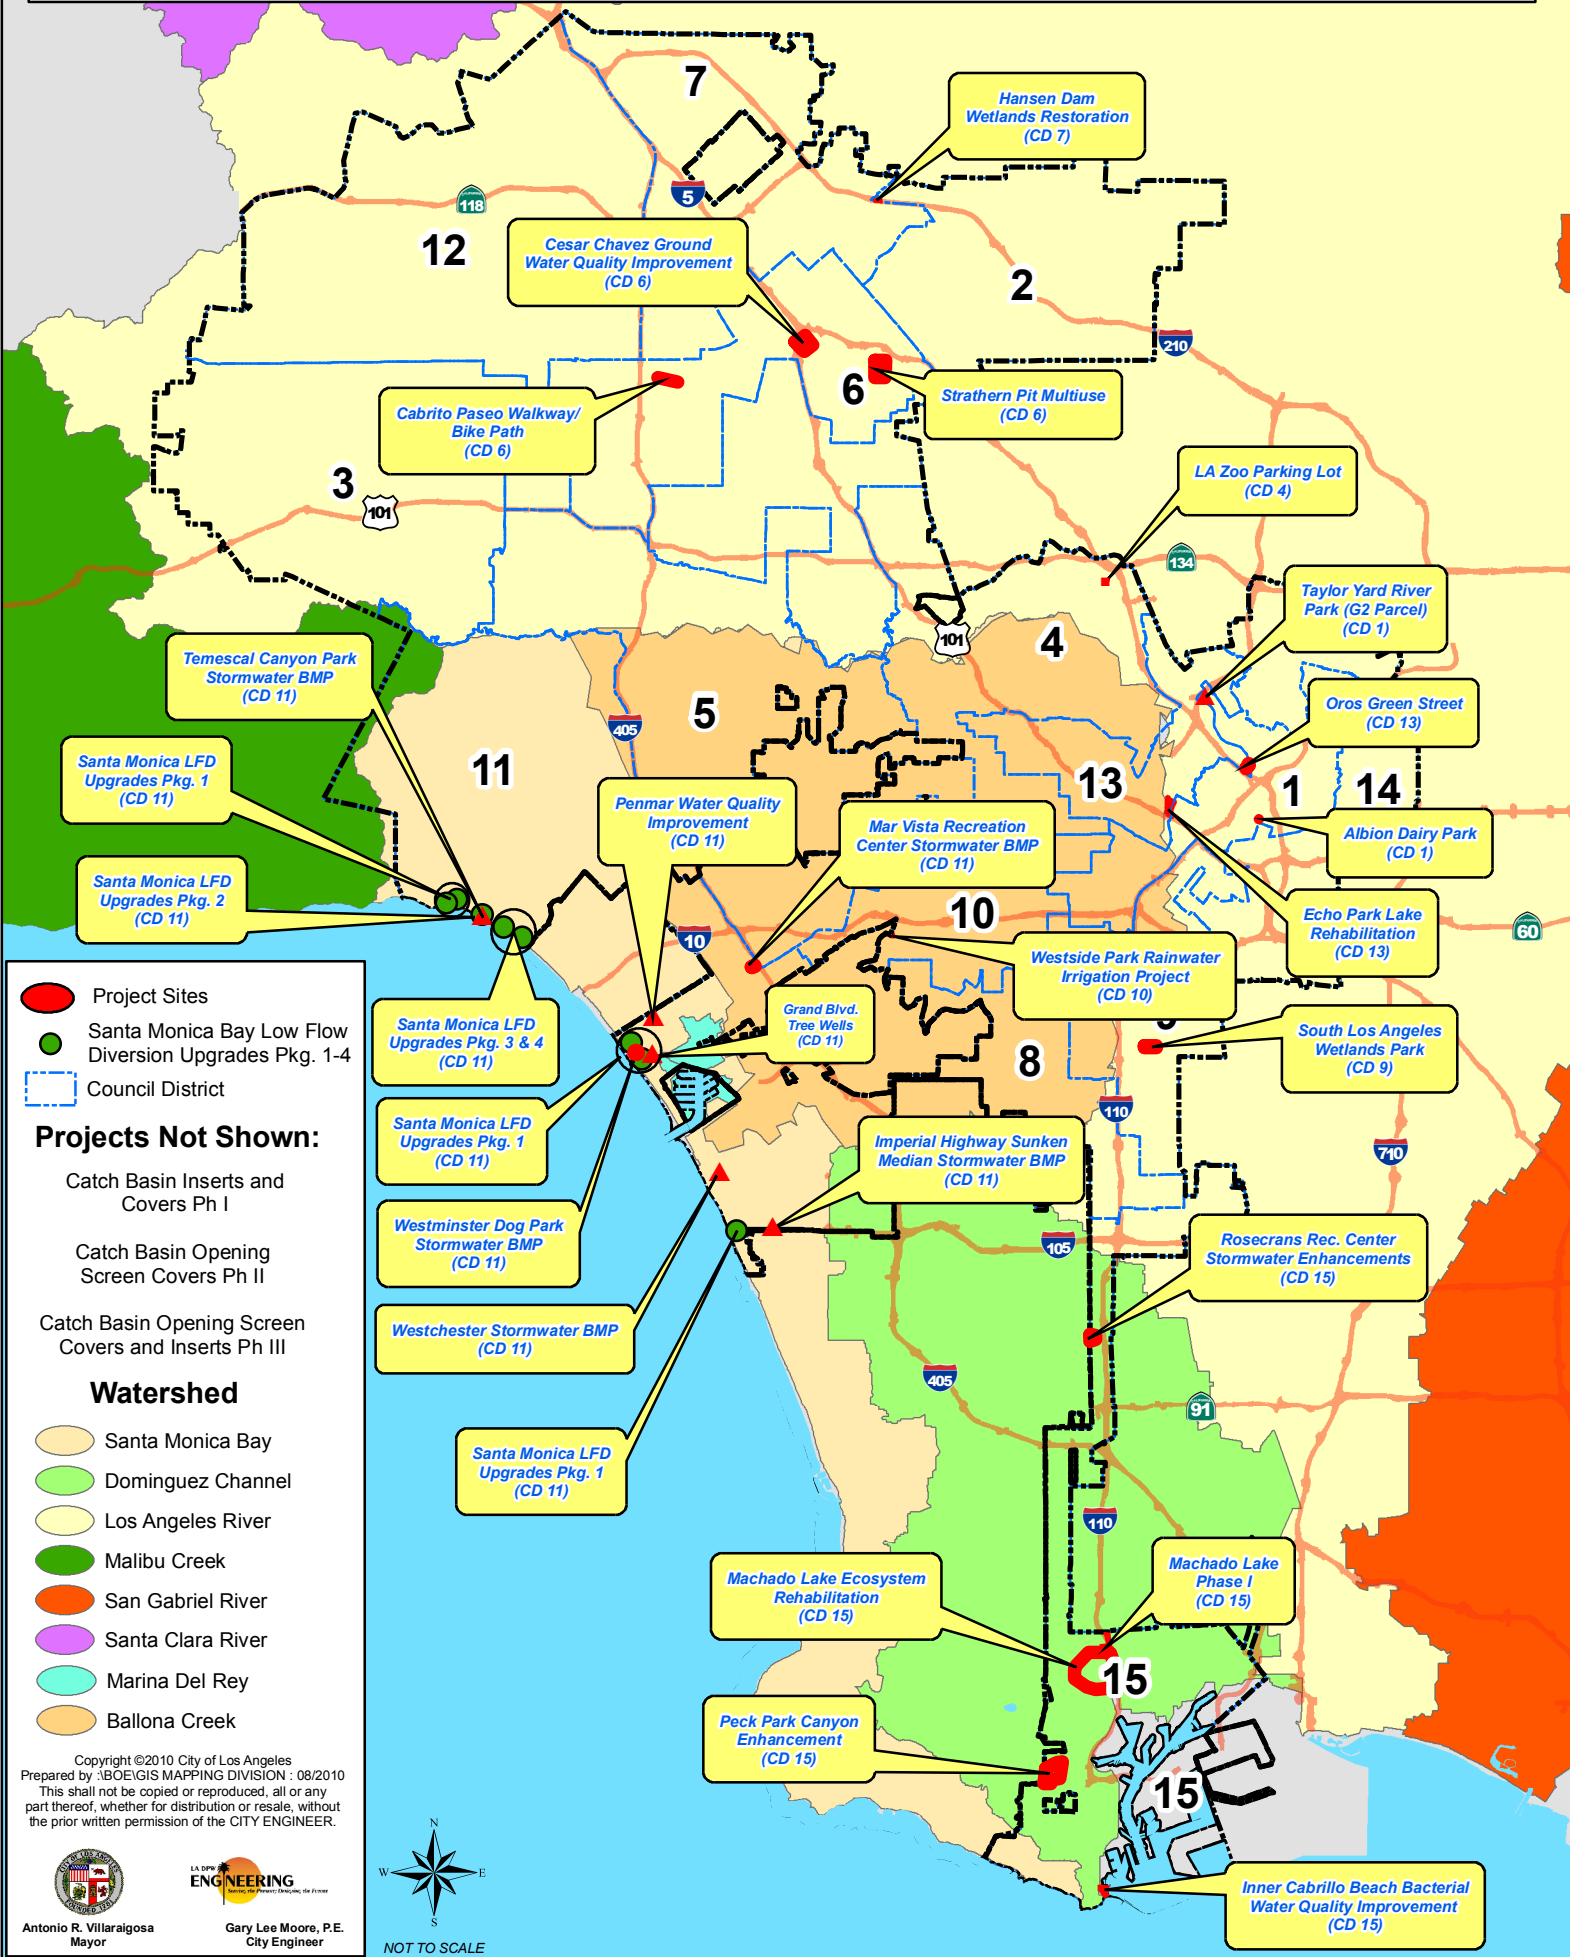 7
Hansen Dam
Wetlands Restoration
(CD 7)
118
5
12
Cesar Chavez Ground
Water Quality Improvement
(CD 6)
2
210
6
Strathern Pit Multiuse
(CD 6)
Cabrito Paseo Walkway/
Bike Path
(CD 6)
3
101
LA Zoo Parking Lot
(CD 4)
134
Taylor Yard River
Park (G2 Parcel)
(CD 1)
101
4
Temescal Canyon Park
Stormwater BMP
(CD 11)
5
405
Oros Green Street
(CD 13)
Santa Monica LFD
Upgrades Pkg. 1
(CD 11)
11
13
1
14
Penmar Water Quality
Improvement
(CD 11)
Mar Vista Recreation
Center Stormwater BMP
(CD 11)
Albion Dairy Park
(CD 1)
Santa Monica LFD
Upgrades Pkg. 2
(CD 11)
10
10
Echo Park Lake
Rehabilitation
(CD 13)
60
Westside Park Rainwater
Irrigation Project
(CD 10)
Santa Monica LFD
Upgrades Pkg. 3 & 4
(CD 11)
Grand Blvd.
Tree Wells
(CD 11)
South Los Angeles
Wetlands Park
(CD 9)
8
110
710
Santa Monica LFD
Upgrades Pkg. 1
(CD 11)
Imperial Highway Sunken
Median Stormwater BMP
(CD 11)
Westminster Dog Park
Stormwater BMP
(CD 11)
105
Rosecrans Rec. Center
Stormwater Enhancements
(CD 15)
Westchester Stormwater BMP
(CD 11)
405
91
Santa Monica LFD
Upgrades Pkg. 1
(CD 11)
110
Machado Lake Ecosystem
Rehabilitation
(CD 15)
Machado Lake
Phase I
(CD 15)
15
Peck Park Canyon
Enhancement
(CD 15)
15
Inner Cabrillo Beach Bacterial
Water Quality Improvement
(CD 15)
Project Sites
Santa Monica Bay Low Flow
Diversion Upgrades Pkg. 1-4
Council District
Projects Not Shown:
Catch Basin Inserts and
Covers Ph I
Catch Basin Opening
Screen Covers Ph II
Catch Basin Opening Screen
Covers and Inserts Ph III
Watershed
Santa Monica Bay
Dominguez Channel
Los Angeles River
Malibu Creek
San Gabriel River
Santa Clara River
Marina Del Rey
Ballona Creek
Copyright ©2010 City of Los Angeles
Prepared by :\BOE\GIS MAPPING DIVISION : 08/2010
This shall not be copied or reproduced, all or any
part thereof, whether for distribution or resale, without
the prior written permission of the CITY ENGINEER.
CITY OF LOS ANGELES
FOUNDED 1781
LA DPW
ENGINEERING
Serving the Present; Designing the Future
Antonio R. Villaraigosa
Mayor
Gary Lee Moore, P.E.
City Engineer
N
W
E
S
NOT TO SCALE